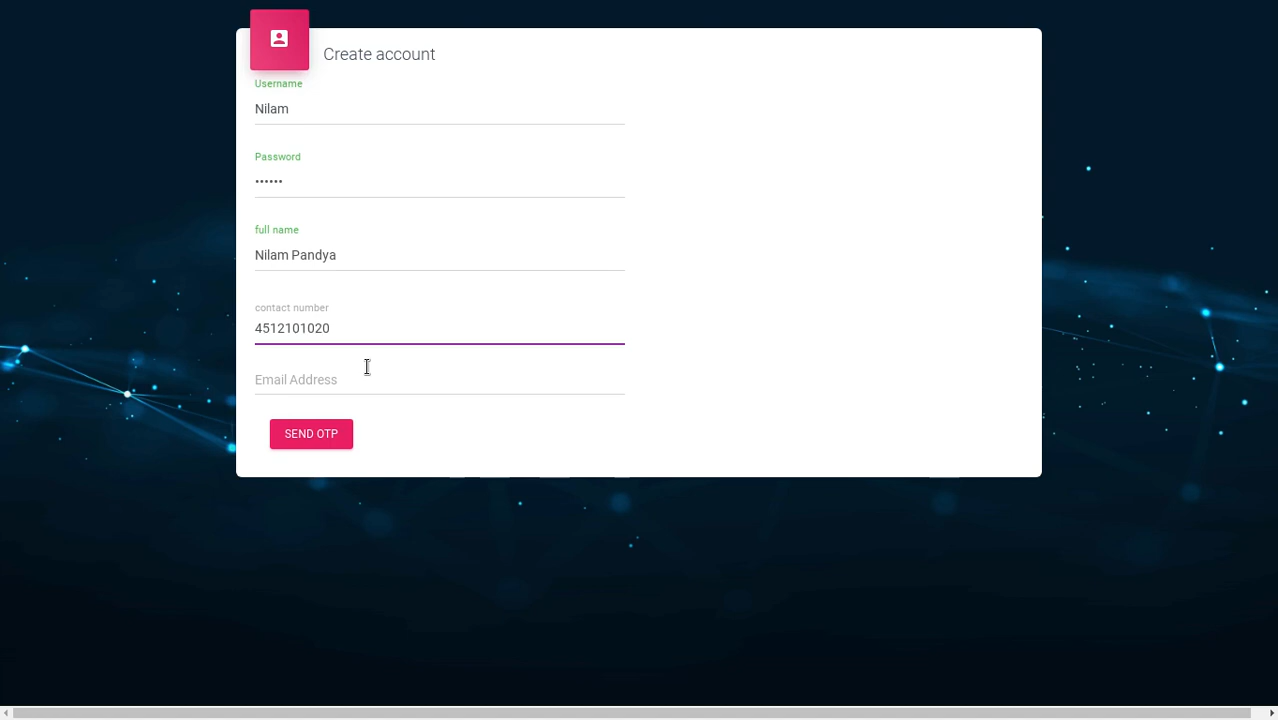 Create account
Username
Nilam
Password
••••••
full name
Nilam Pandya
contact number
4512101020
Email Address
SEND OTP